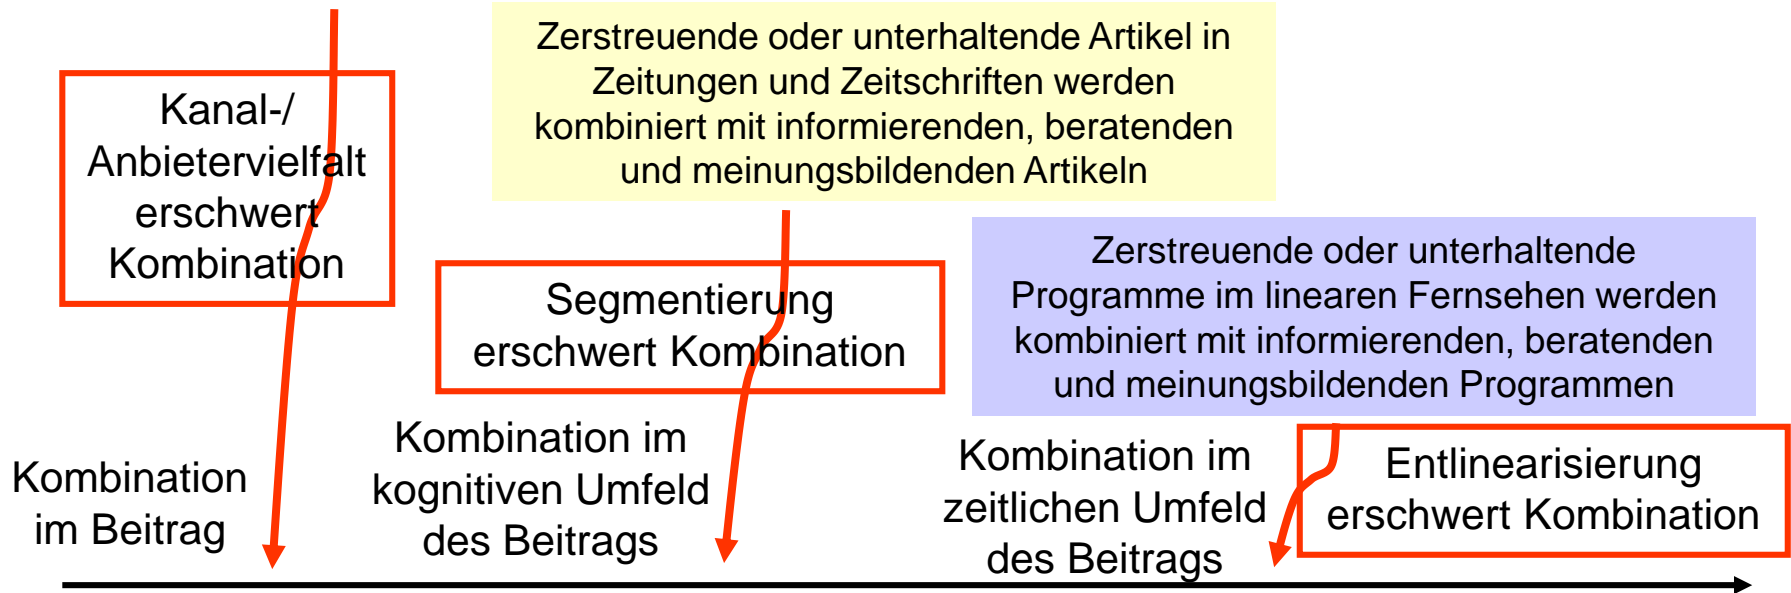 Zerstreuende oder unterhaltende Artikel in
Zeitungen und Zeitschriften werden
kombiniert mit informierenden, beratenden
und meinungsbildenden Artikeln
Kanal-/
Anbietervielfalt
erschwert
Kombination
Zerstreuende oder unterhaltende
Programme im linearen Fernsehen werden
kombiniert mit informierenden, beratenden
und meinungsbildenden Programmen
Segmentierung
erschwert Kombination
Kombination
im Beitrag
Kombination im
kognitiven Umfeld
des Beitrags
Kombination im
zeitlichen Umfeld
des Beitrags
Entlinearisierung
erschwert Kombination